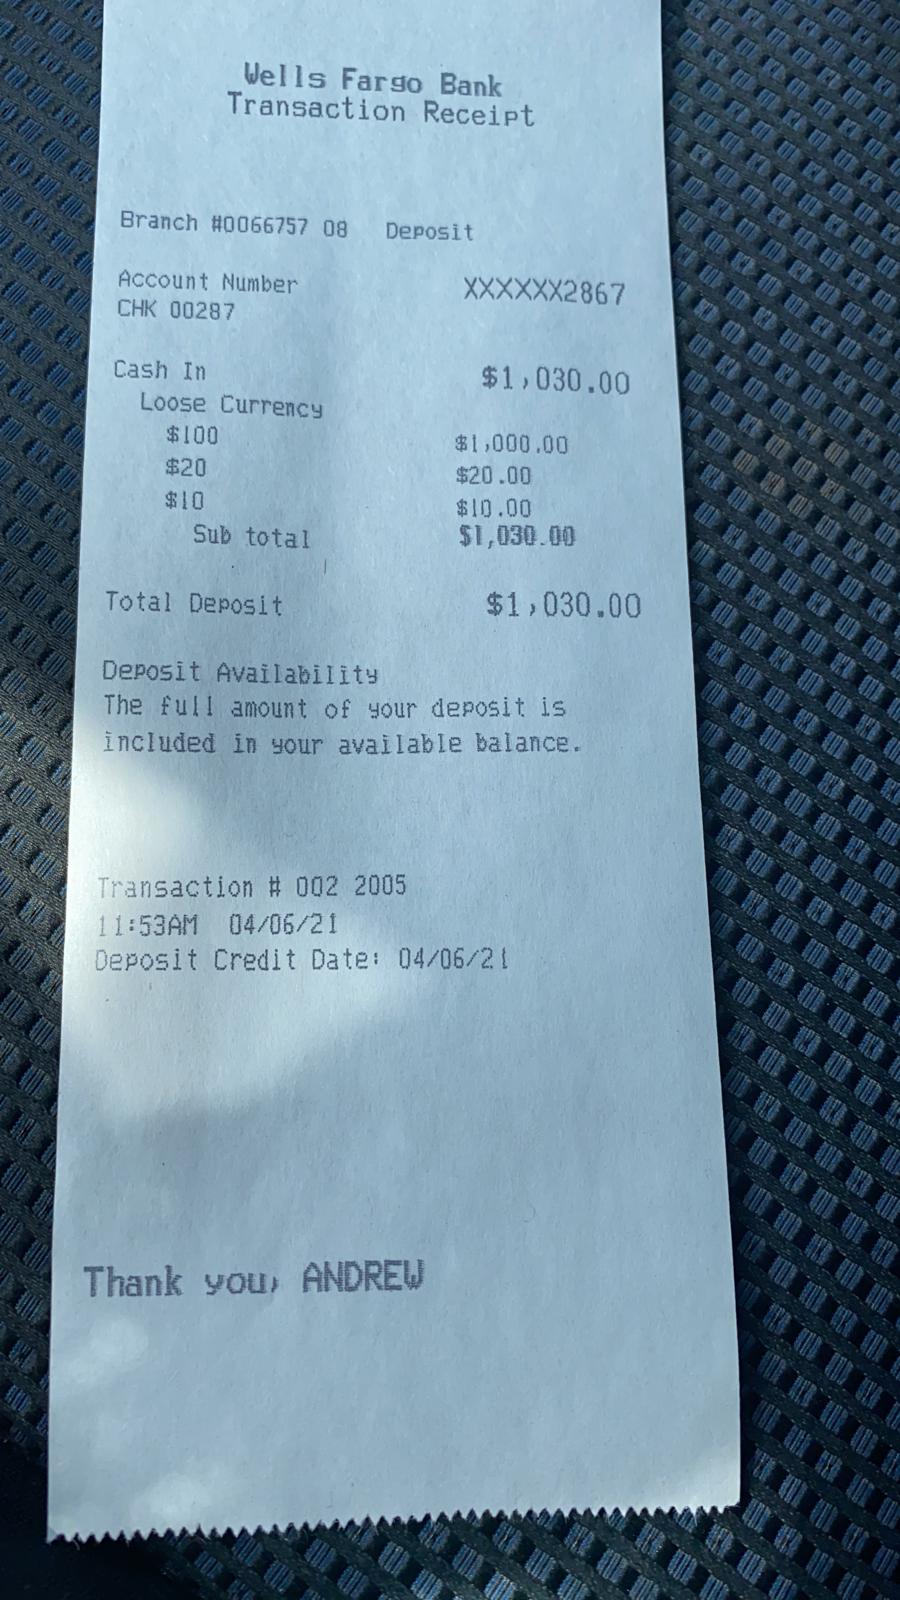 Wells Fargo Bank
Transaction Receipt
Branch #0066757 08 Deposit
Account Number XXXXXX2867
CHK 00287
Cash In $1,030.00
Loose Currency
$100 $1,000.00
$20 $20.00
$10 $10.00
Sub total $1,030.00
Total Deposit $1,030.00
Deposit Availability
The full amount of your deposit is
included in your available balance.
Transaction # 002 2005
11:53AM 04/06/21
Deposit Credit Date: 04/06/21
Thank you, ANDREW